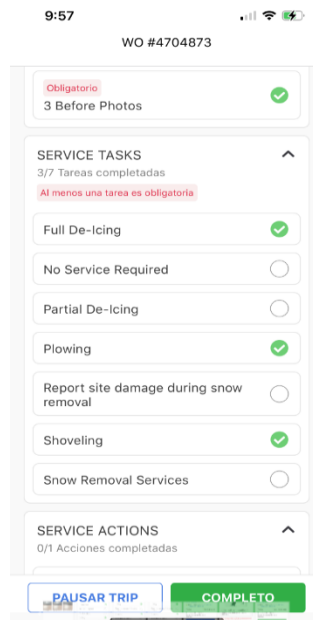 9:57
WO #4704873
Obligatorio
3 Before Photos
SERVICE TASKS
3/7 Tareas completadas
Al menos una tarea es obligatoria
Full De-Icing
No Service Required
Partial De-Icing
Plowing
Report site damage during snow
removal
Shoveling
Snow Removal Services
SERVICE ACTIONS
0/1 Acciones completadas
PAUSAR TRIP
COMPLETO